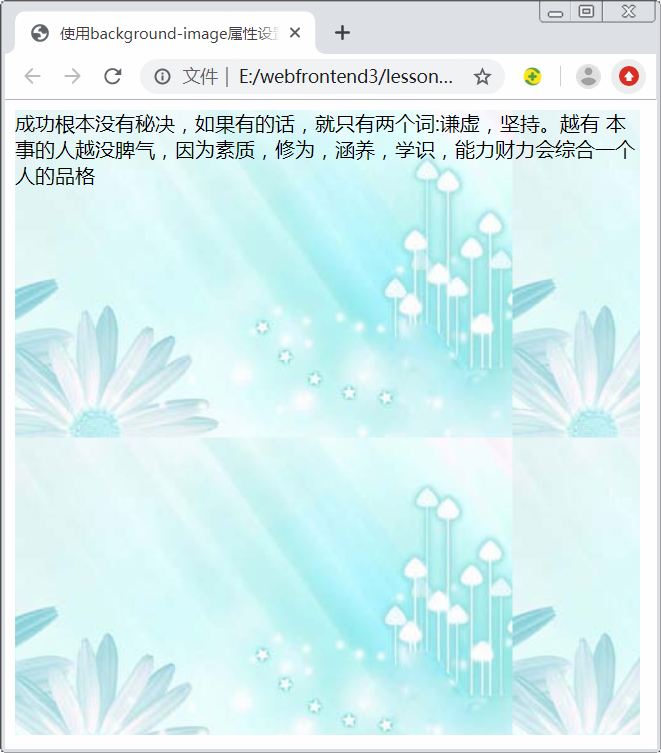 使用background-image属性设
文件 E:/webfrontend3/lesson...
成功根本没有秘决，如果有的话，就只有两个词:谦虚，坚持。越有 本
事的人越没脾气，因为素质，修为，涵养，学识，能力财力会综合一个
人的品格